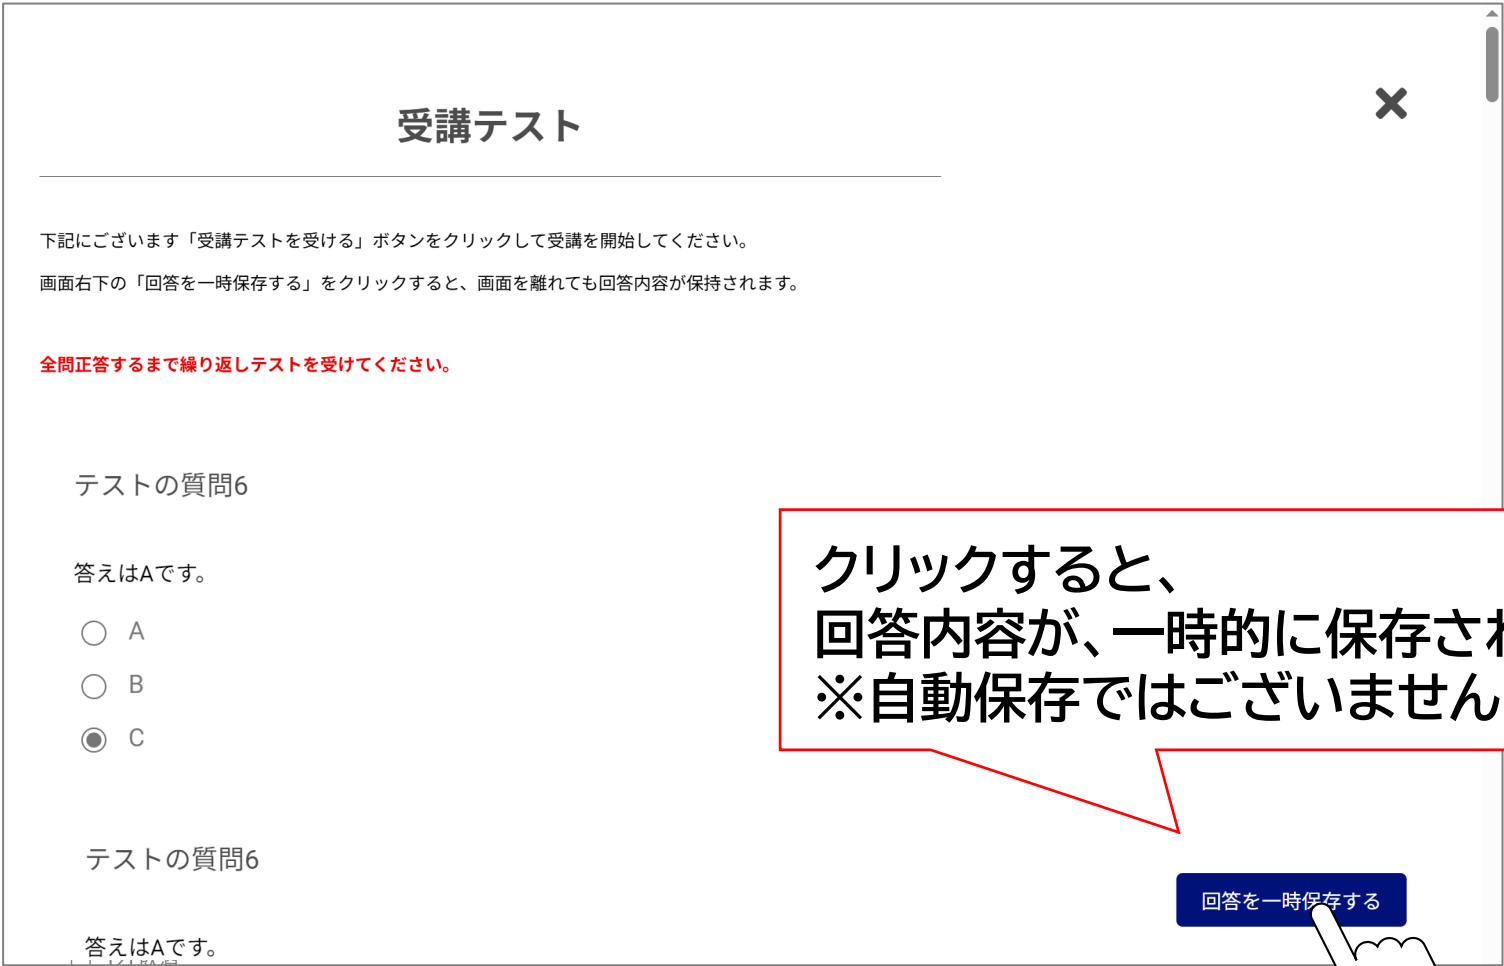 受講テスト
下記にございます「受講テストを受ける」ボタンをクリックして受講を開始してください。
画面右下の「回答を一時保存する」をクリックすると、画面を離れても回答内容が保持されます。
全問正答するまで繰り返しテストを受けてください。
テストの質問6
答えはAです。
A
B
C
クリックすると、
回答内容が、一時的に保存され
※自動保存ではございません
テストの質問6
回答を一時保存する
答えはAです。